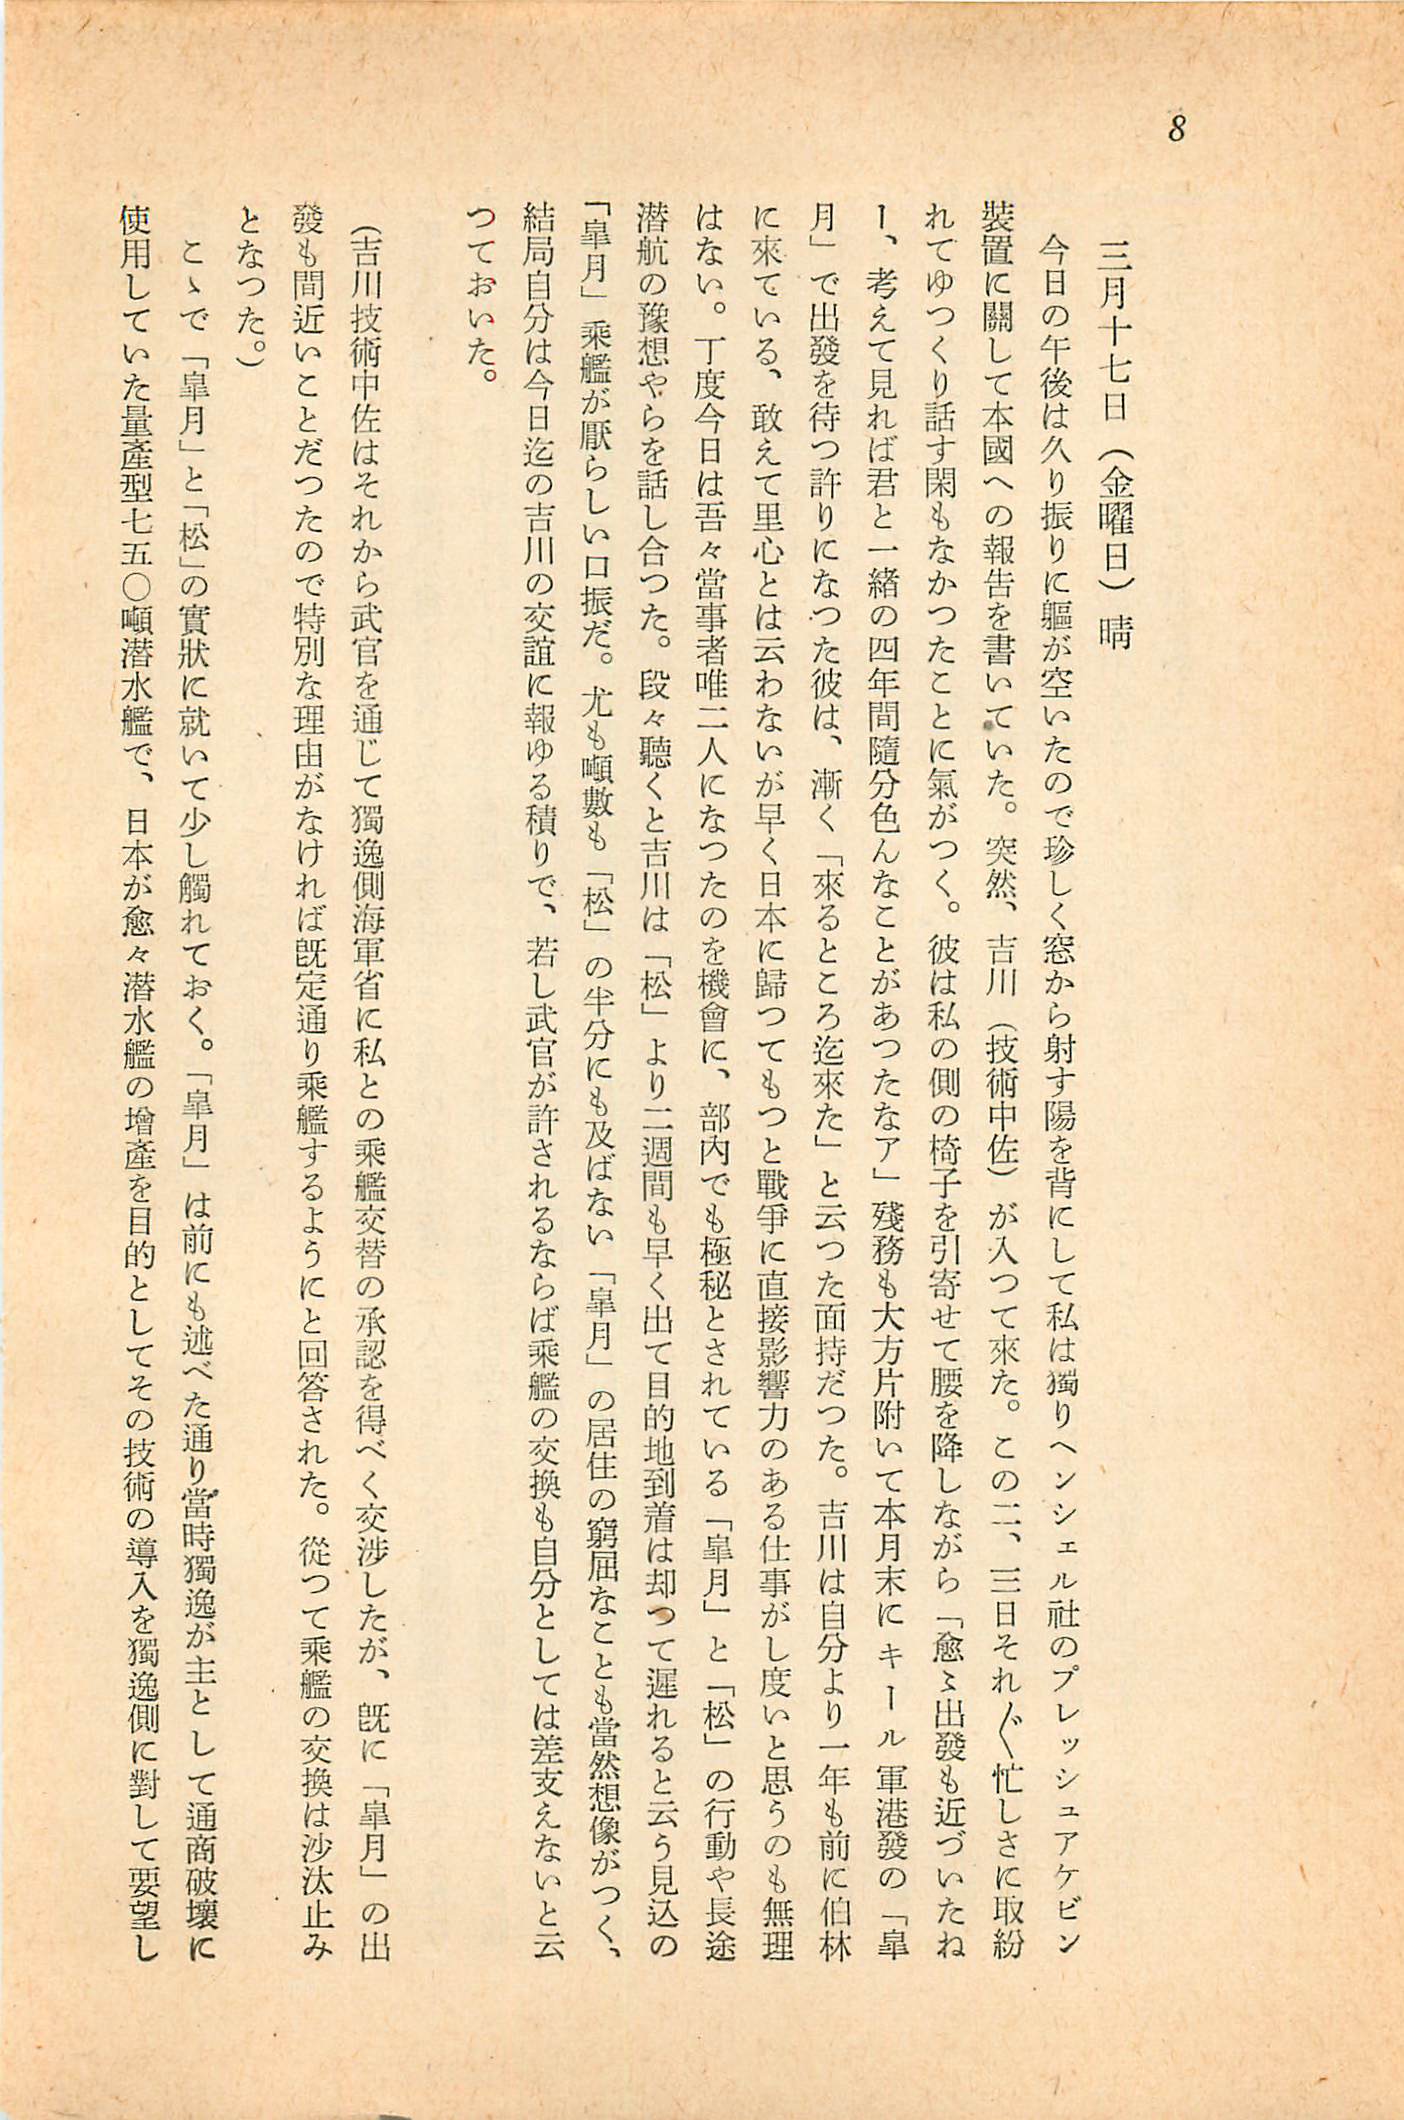 8
三月十七日（金曜日）晴
今日の午後は久り振りに軀が空いたので珍しく窓から射す陽を背にして私は獨りヘンシェル社のプレッシュアケビン
裝置に關して本國への報告を書いていた。突然、吉川（技術中佐）が入つて來た。この二、三日それ〴〵忙しさに取紛
れてゆつくり話す閑もなかつたことに氣がつく。彼は私の側の椅子を引寄せて腰を降しながら「愈〻出發も近づいたね
ー、考えて見れば君と一緒の四年間隨分色んなことがあつたなア」殘務も大方片附いて本月末にキール軍港發の「皐
月」で出發を待つ許りになつた彼は、漸く「來るところ迄來た」と云つた面持だつた。吉川は自分より一年も前に伯林
に來ている、敢えて里心とは云わないが早く日本に歸つてもつと戰爭に直接影響力のある仕事がし度いと思うのも無理
はない。丁度今日は吾々當事者唯二人になつたのを機會に、部內でも極秘とされている「皐月」と「松」の行動や長途
潜航の豫想やらを話し合つた。段々聽くと吉川は「松」より二週間も早く出て目的地到着は却つて遲れると云う見込の
「皐月」乘艦が厭らしい口振だ。尤も噸數も「松」の半分にも及ばない「皐月」の居住の窮屈なことも當然想像がつく、
結局自分は今日迄の吉川の交誼に報ゆる積りで、若し武官が許されるならば乘艦の交換も自分としては差支えないと云
つておいた。
（吉川技術中佐はそれから武官を通じて獨逸側海軍省に私との乘艦交替の承認を得べく交渉したが、旣に「皐月」の出
發も間近いことだつたので特別な理由がなければ旣定通り乘艦するようにと回答された。從つて乘艦の交換は沙汰止み
となつた。）
こゝで「皐月」と「松」の實狀に就いて少し觸れておく。「皐月」は前にも述べた通り當時獨逸が主として通商破壞に
使用していた量產型七五〇噸潜水艦で、日本が愈々潜水艦の增產を目的としてその技術の導入を獨逸側に對して要望し